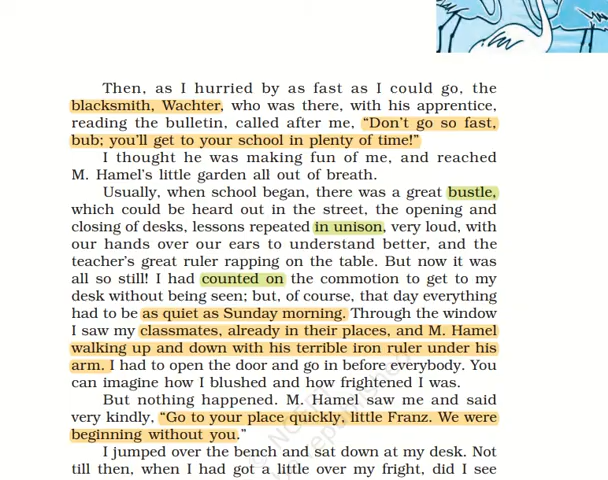 Then, as I hurried by as fast as I could go, the
blacksmith, Wachter, who was there, with his apprentice,
reading the bulletin, called after me, “Don’t go so fast,
bub; you’ll get to your school in plenty of time!”
I thought he was making fun of me, and reached
M. Hamel’s little garden all out of breath.
Usually, when school began, there was a great bustle,
which could be heard out in the street, the opening and
closing of desks, lessons repeated in unison, very loud, with
our hands over our ears to understand better, and the
teacher’s great ruler rapping on the table. But now it was
all so still! I had counted on the commotion to get to my
desk without being seen; but, of course, that day everything
had to be as quiet as Sunday morning. Through the window
I saw my classmates, already in their places, and M. Hamel
walking up and down with his terrible iron ruler under his
arm. I had to open the door and go in before everybody. You
can imagine how I blushed and how frightened I was.
But nothing happened. M. Hamel saw me and said
very kindly, “Go to your place quickly, little Franz. We were
beginning without you.”
I jumped over the bench and sat down at my desk. Not
till then, when I had got a little over my fright, did I see